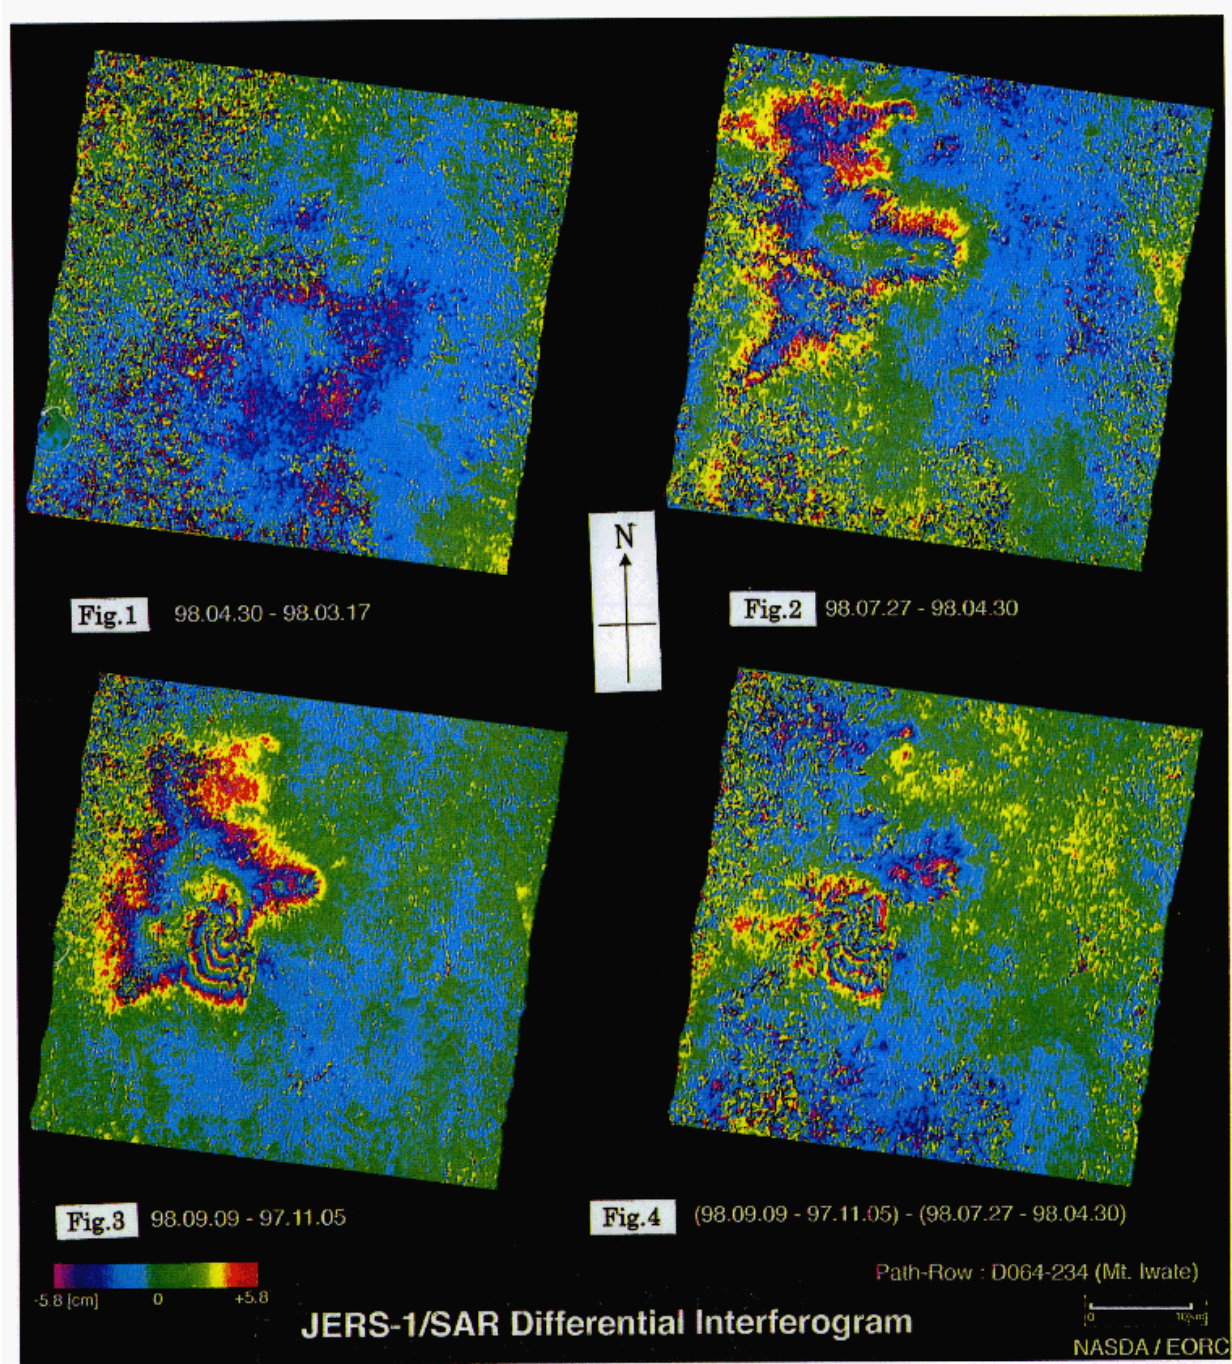 N
Fig.1 98.04.30 - 98.03.17
Fig.2 98.07.27 - 98.04.30
Fig.3 98.09.09 - 97.11.05
Fig.4 (98.09.09 - 97.11.05) - (98.07.27 - 98.04.30)
Path-Row : D064-234 (Mt. Iwate)
-5.8 [cm] 0 +5.8
JERS-1/SAR Differential Interferogram
0
NASDA / EORC